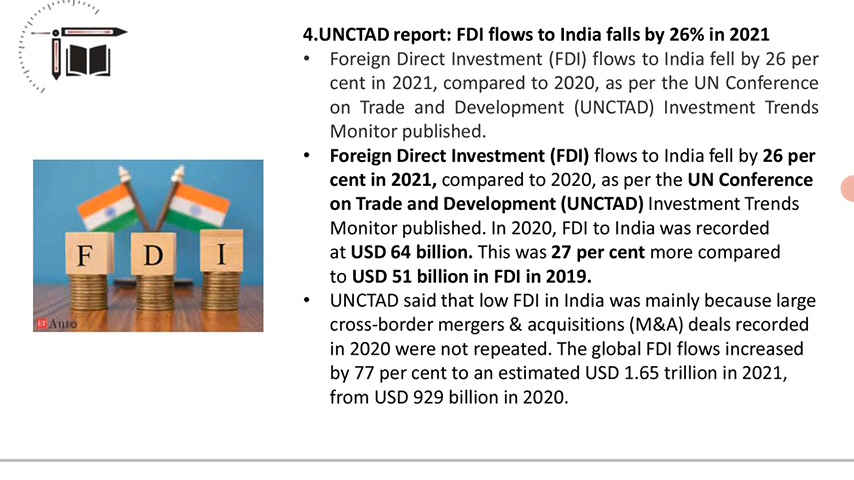 4.UNCTAD report: FDI flows to India falls by 26% in 2021
• Foreign Direct Investment (FDI) flows to India fell by 26 per
cent in 2021, compared to 2020, as per the UN Conference
on Trade and Development (UNCTAD) Investment Trends
Monitor published.
• Foreign Direct Investment (FDI) flows to India fell by 26 per
cent in 2021, compared to 2020, as per the UN Conference
on Trade and Development (UNCTAD) Investment Trends
Monitor published. In 2020, FDI to India was recorded
at USD 64 billion. This was 27 per cent more compared
to USD 51 billion in FDI in 2019.
• UNCTAD said that low FDI in India was mainly because large
cross-border mergers & acquisitions (M&A) deals recorded
in 2020 were not repeated. The global FDI flows increased
by 77 per cent to an estimated USD 1.65 trillion in 2021,
from USD 929 billion in 2020.
F D I
ET Auto